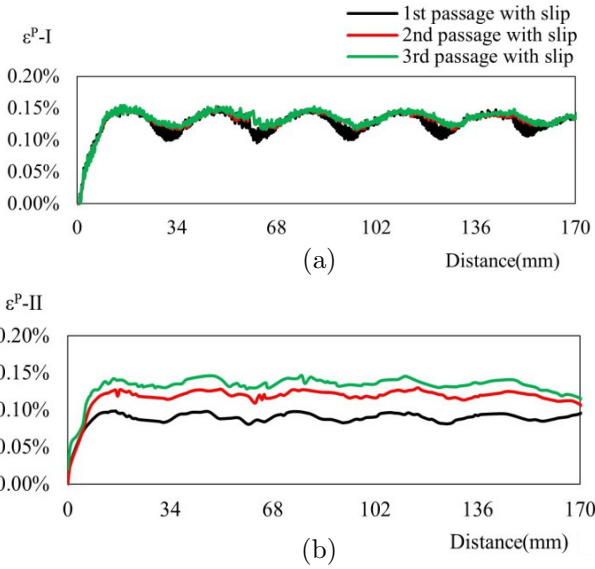 1st passage with slip
2nd passage with slip
3rd passage with slip
εᴾ-I
0.20%
0.15%
0.10%
0.05%
0.00%
0 34 68 102 136 170
(a) Distance(mm)
εᴾ-II
0.20%
0.15%
0.10%
0.05%
0.00%
0 34 68 102 136 170
(b) Distance(mm)